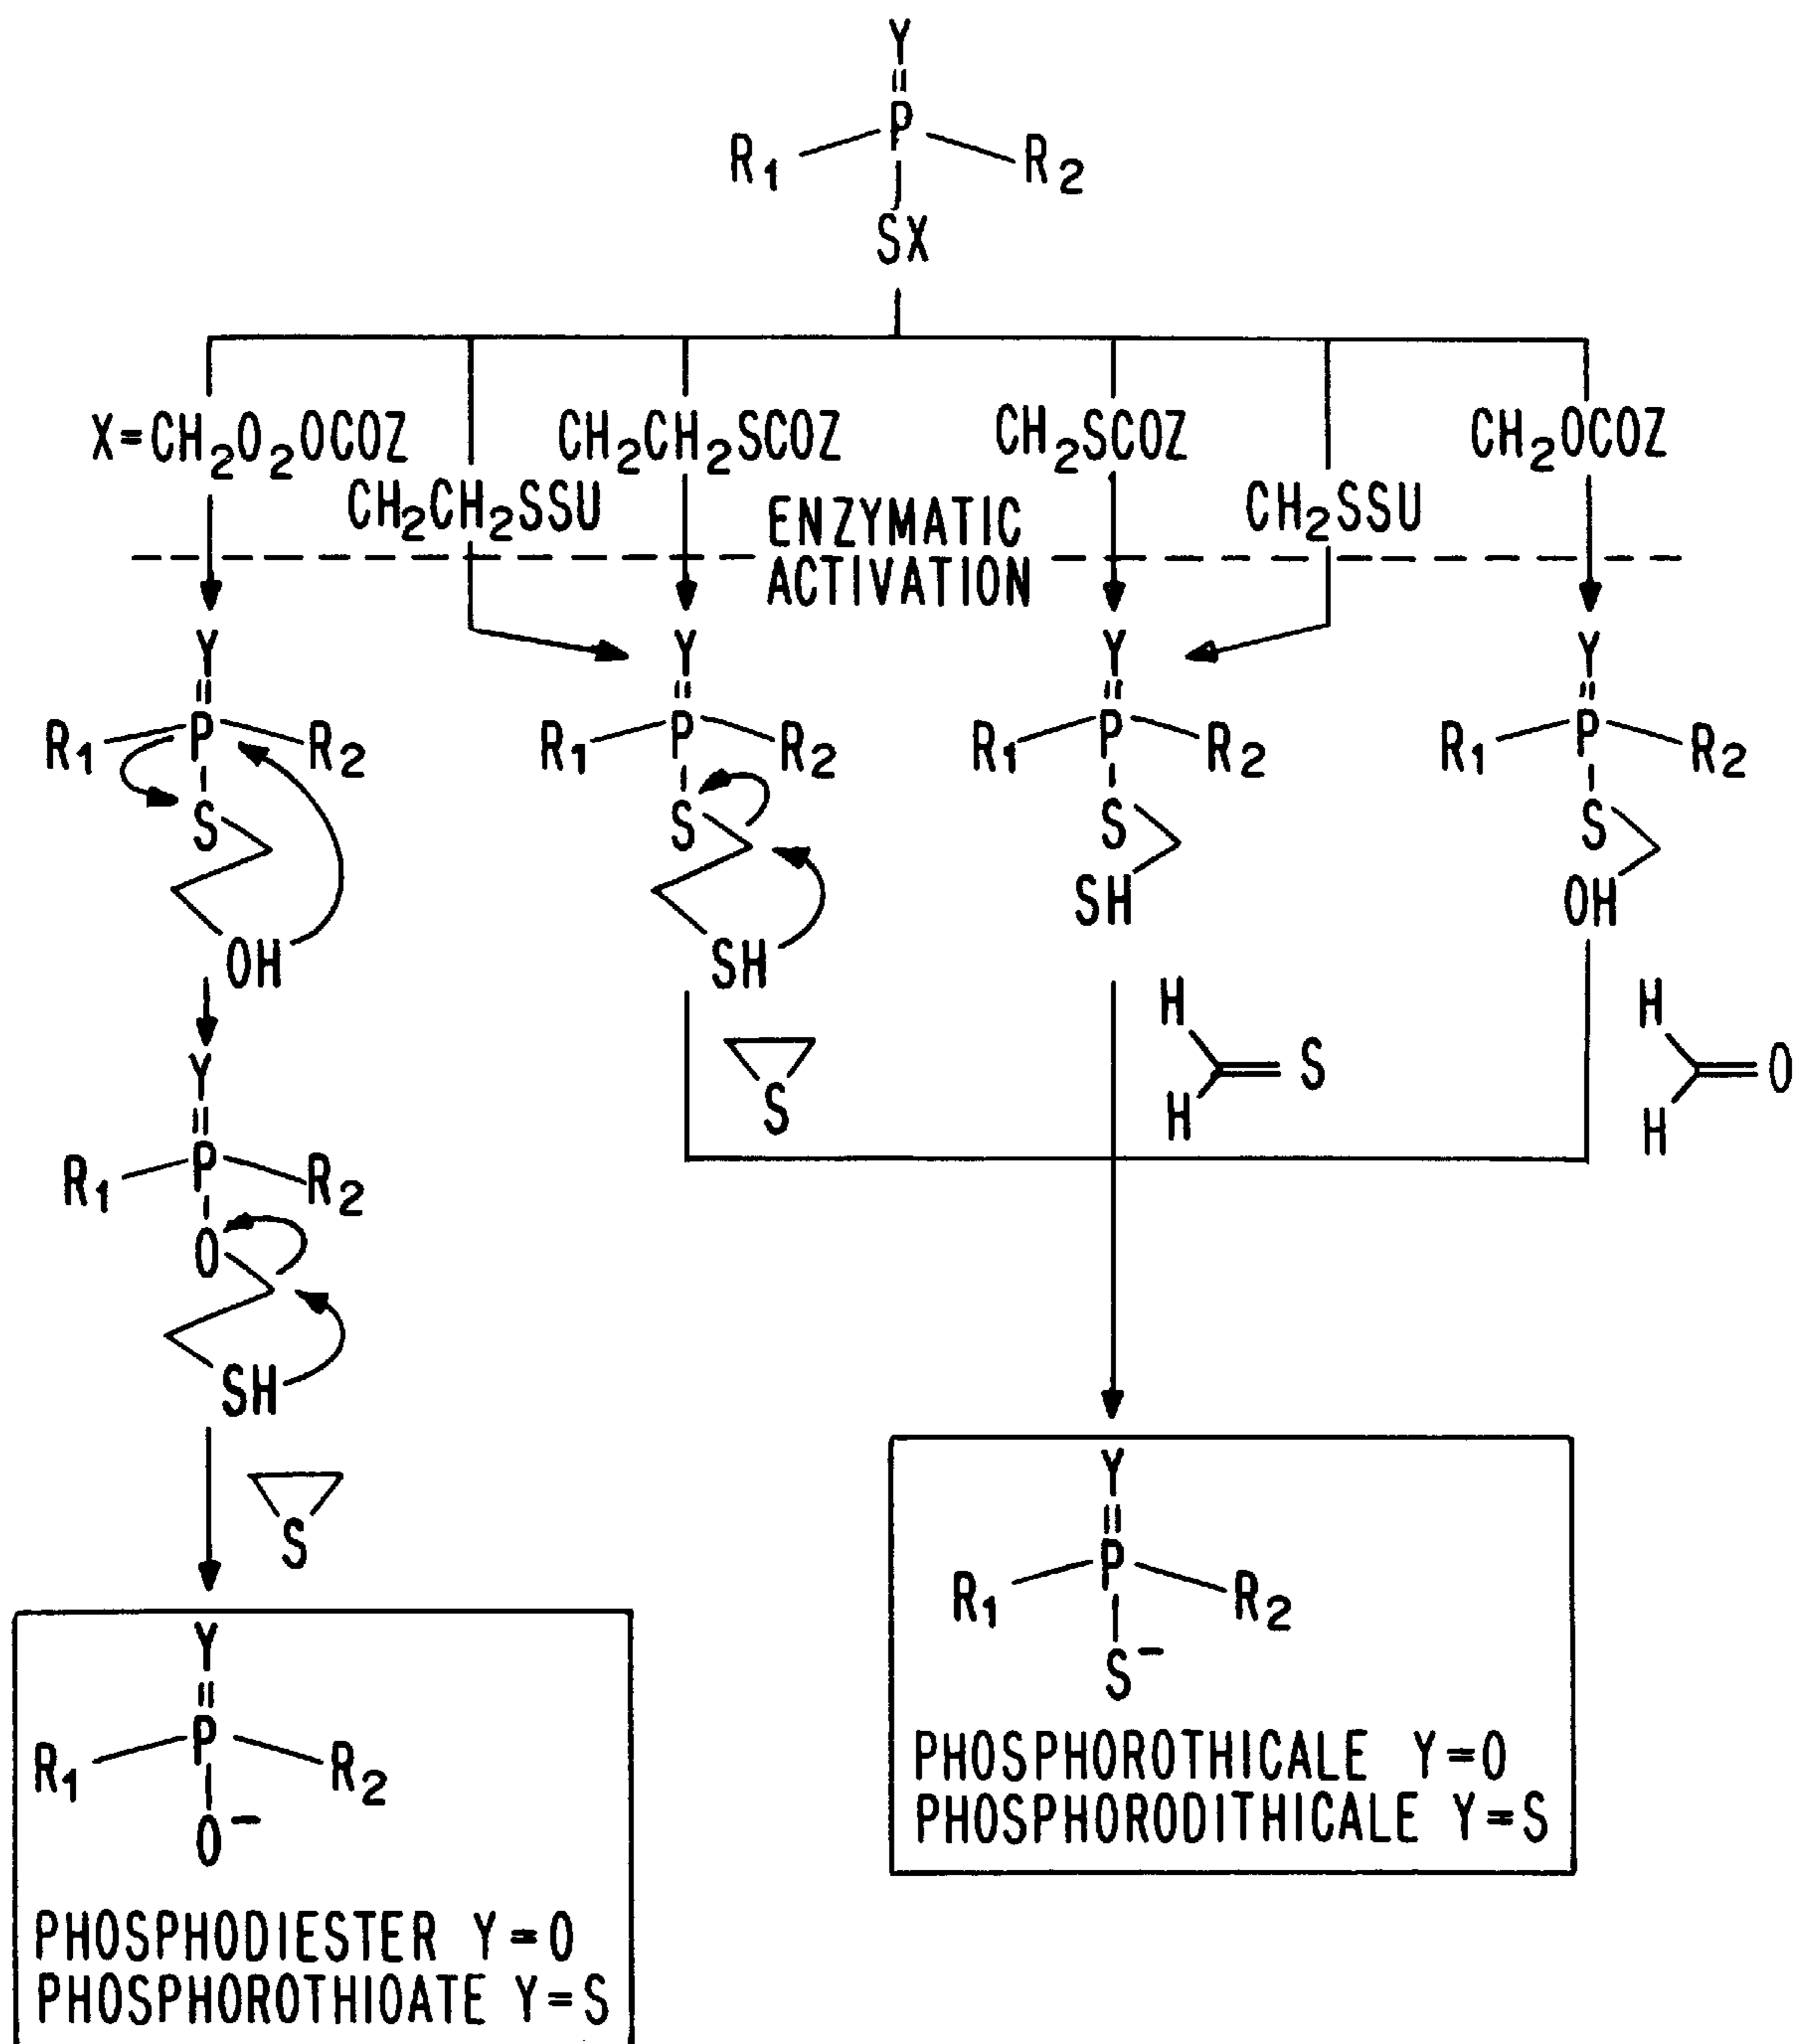 Y
P
R1 R2
SX
X=CH2O2OCOZ CH2CH2SCOZ CH2SCOZ CH2OCOZ
CH2CH2SSU CH2SSU
ENZYMATIC
ACTIVATION
Y Y Y Y
R1 P R2 R1 P R2 R1 P R2 R1 P R2
S S S S
SH OH
OH SH
H H
S O
S
H H
Y
R1 P R2
O
SH
S
Y
R1 P R2
S−
PHOSPHOROTHICALE Y=O
PHOSPHORODITHICALE Y=S
Y
R1 P R2
O−
PHOSPHODIESTER Y=O
PHOSPHOROTHIOATE Y=S